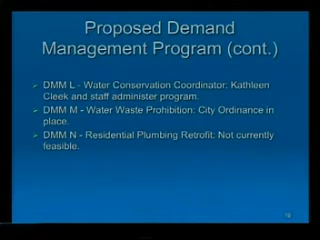 Proposed Demand
Management Program (cont.)
DMM L - Water Conservation Coordinator: Kathleen
Cleek and staff administer program.
DMM M - Water Waste Prohibition: City Ordinance in
place.
DMM N - Residential Plumbing Retrofit: Not currently
feasible.